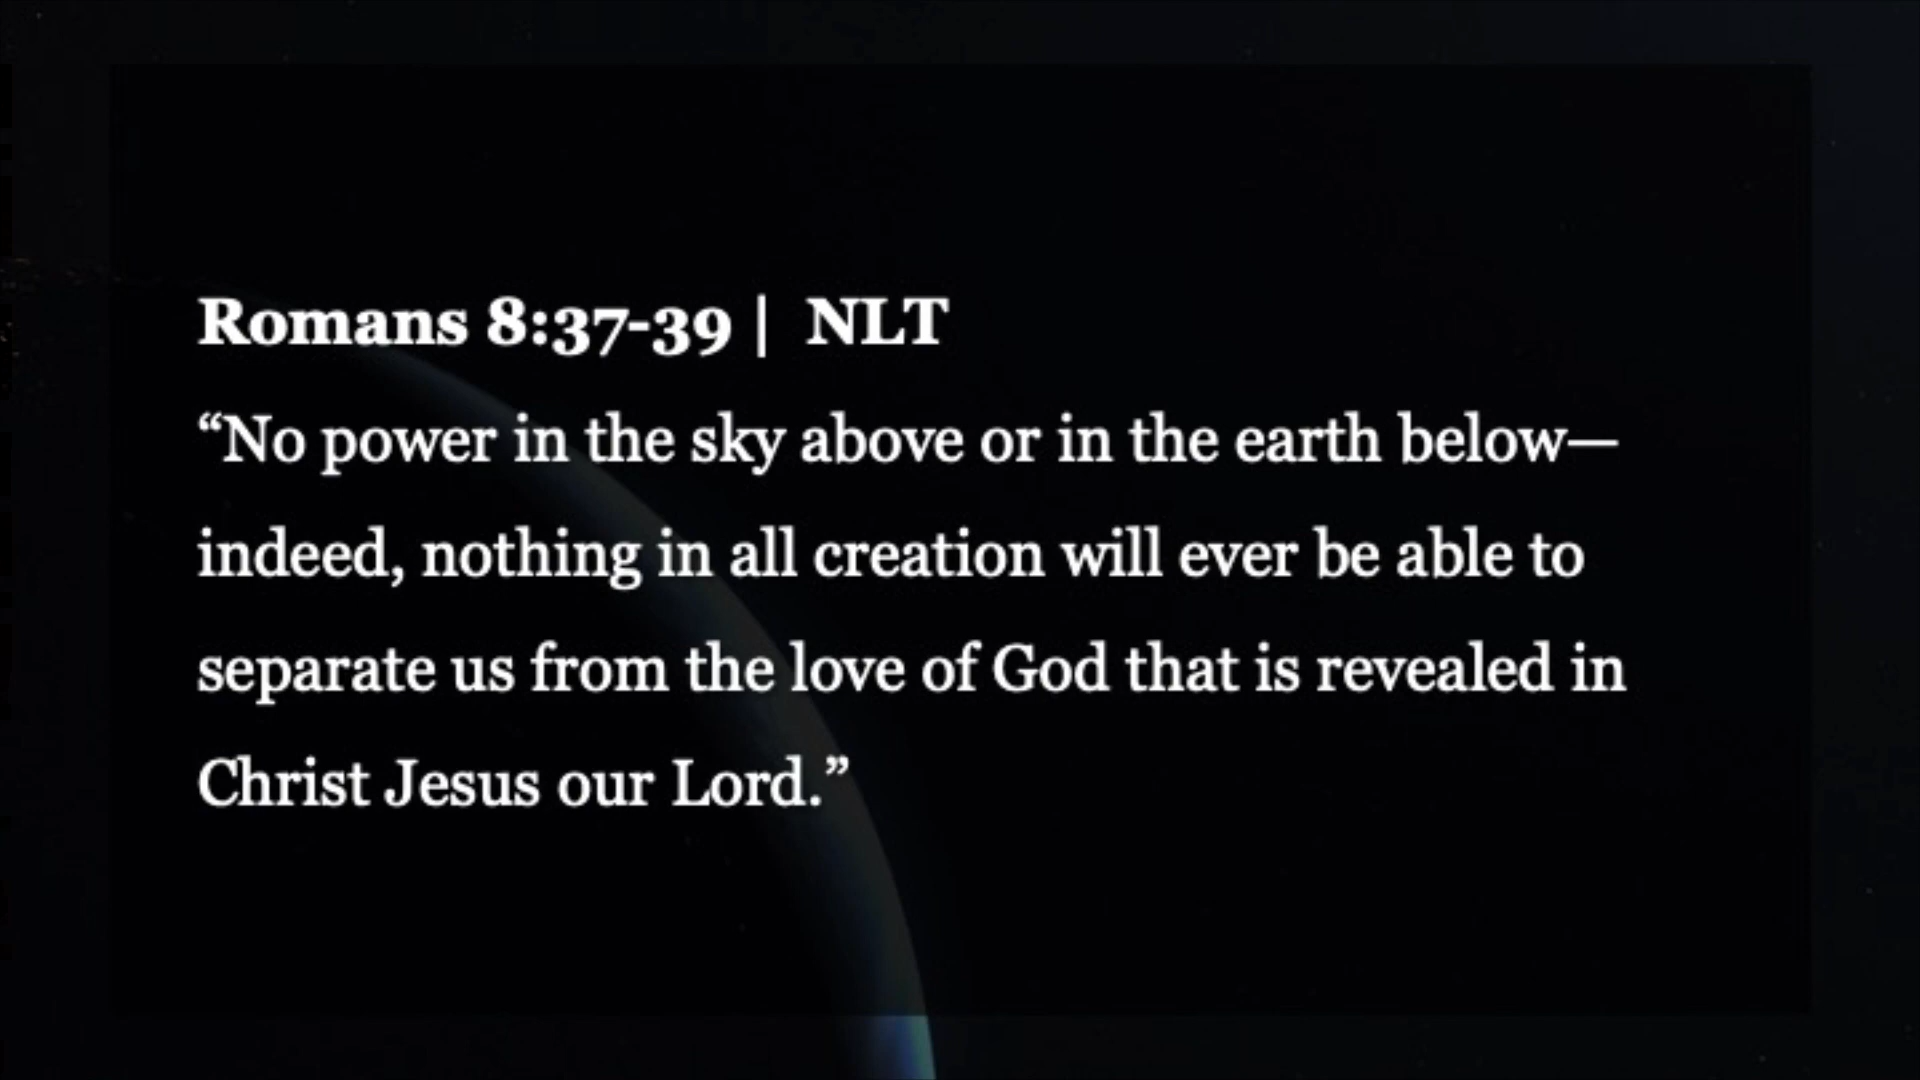 Romans 8:37-39 | NLT
“No power in the sky above or in the earth below—
indeed, nothing in all creation will ever be able to
separate us from the love of God that is revealed in
Christ Jesus our Lord.”